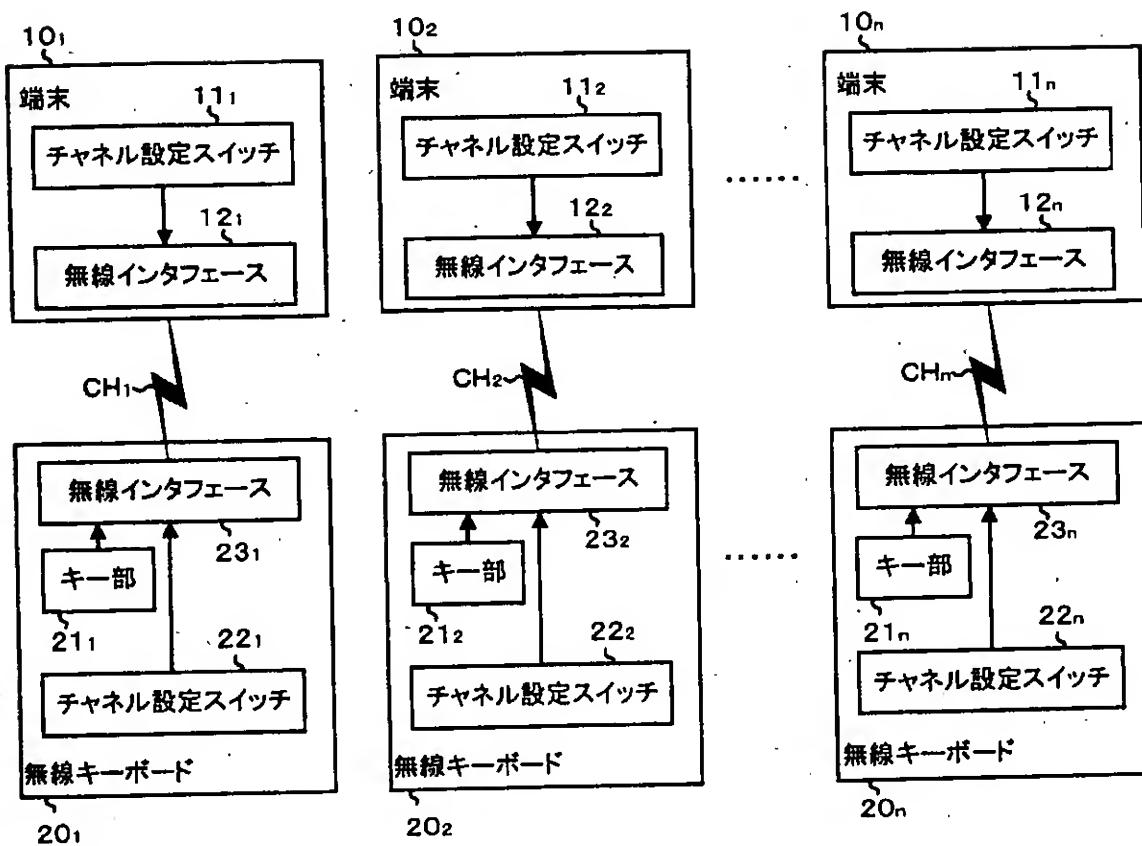 10₁
端末
11₁
チャネル設定スイッチ
12₁
無線インタフェース
CH₁
無線インタフェース
23₁
キー部
21₁
22₁
チャネル設定スイッチ
無線キーボード
20₁
10₂
端末
11₂
チャネル設定スイッチ
12₂
無線インタフェース
CH₂
無線インタフェース
23₂
キー部
21₂
22₂
チャネル設定スイッチ
無線キーボード
20₂
……
……
10n
端末
11n
チャネル設定スイッチ
12n
無線インタフェース
CHm
無線インタフェース
23n
キー部
21n
22n
チャネル設定スイッチ
無線キーボード
20n